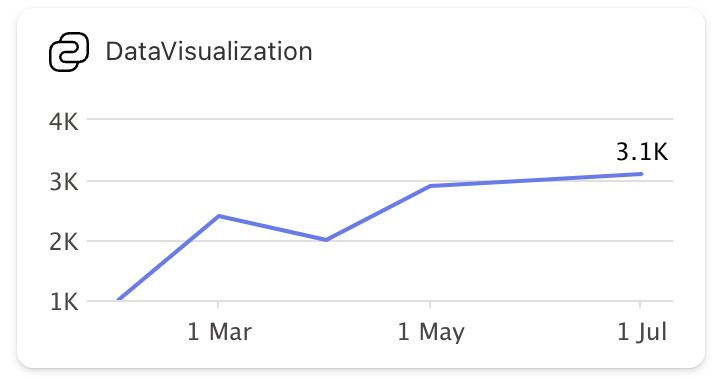 DataVisualization
4K
3.1K
3K
2K
1K
1 Mar 1 May 1 Jul